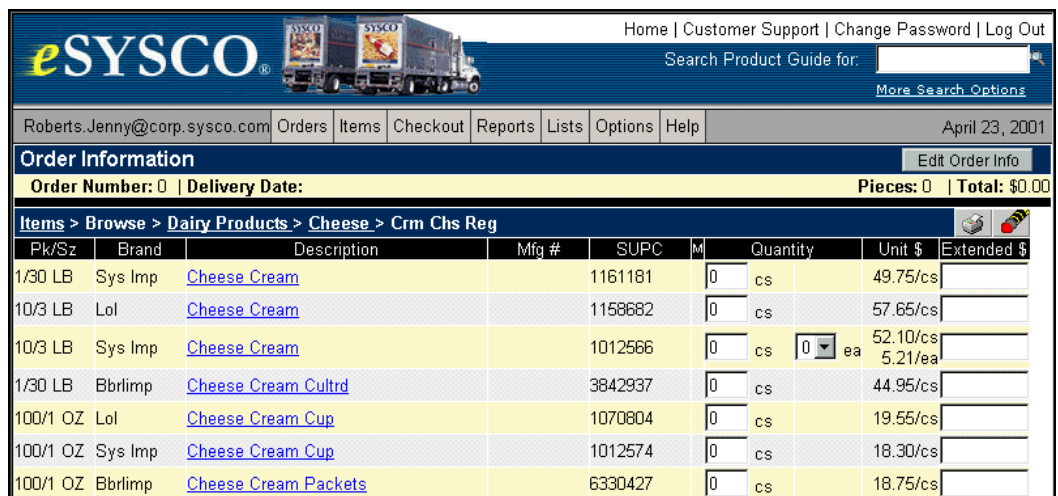 Home | Customer Support | Change Password | Log Out
eSYSCO®
SYSCO SYSCO
Search Product Guide for:
More Search Options
Roberts.Jenny@corp.sysco.com Orders Items Checkout Reports Lists Options Help April 23, 2001
Order Information Edit Order Info
Order Number: 0 | Delivery Date: Pieces: 0 | Total: $0.00
Items > Browse > Dairy Products > Cheese > Crm Chs Reg
Pk/Sz Brand Description Mfg # SUPC M Quantity Unit $ Extended $
1/30 LB Sys Imp Cheese Cream 1161181 0 cs 49.75/cs
10/3 LB Lol Cheese Cream 1158682 0 cs 57.65/cs
10/3 LB Sys Imp Cheese Cream 1012566 0 cs 0 ea 52.10/cs
5.21/ea
1/30 LB Bbrlimp Cheese Cream Cultrd 3842937 0 cs 44.95/cs
100/1 OZ Lol Cheese Cream Cup 1070804 0 cs 19.55/cs
100/1 OZ Sys Imp Cheese Cream Cup 1012574 0 cs 18.30/cs
100/1 OZ Bbrlimp Cheese Cream Packets 6330427 0 cs 18.75/cs